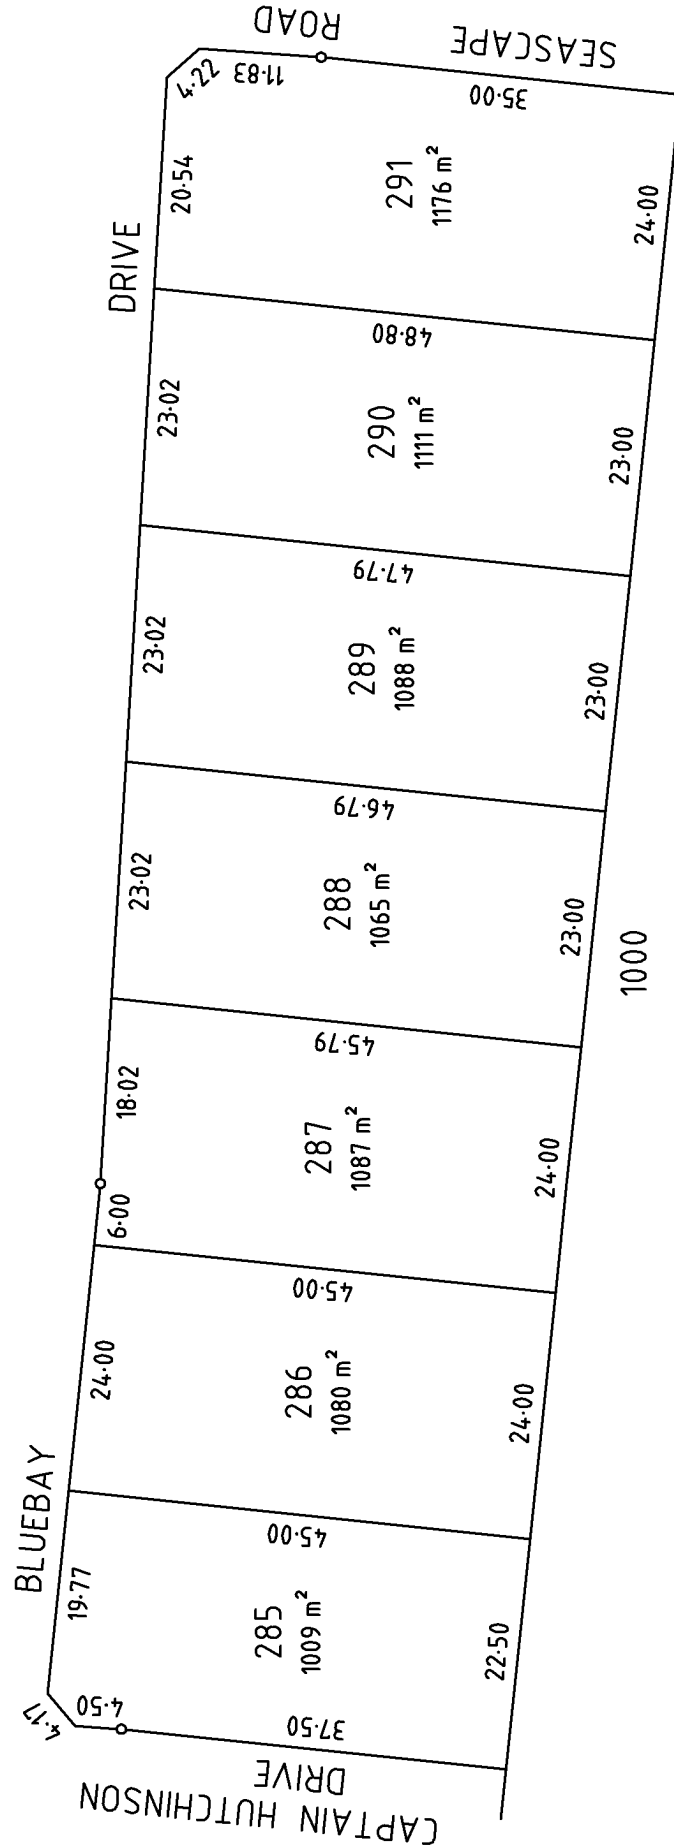 SEASCAPE
ROAD
4·22
11·83
35·00
20·54
291
1176 m²
24·00
DRIVE
48·80
23·02
290
1111 m²
23·00
47·79
23·02
289
1088 m²
23·00
46·79
23·02
288
1065 m²
23·00
1000
45·79
18·02
287
1087 m²
24·00
6·00
45·00
24·00
286
1080 m²
24·00
BLUEBAY
45·00
19·77
285
1009 m²
22·50
4·17
4·50
37·50
CAPTAIN HUTCHINSON
DRIVE